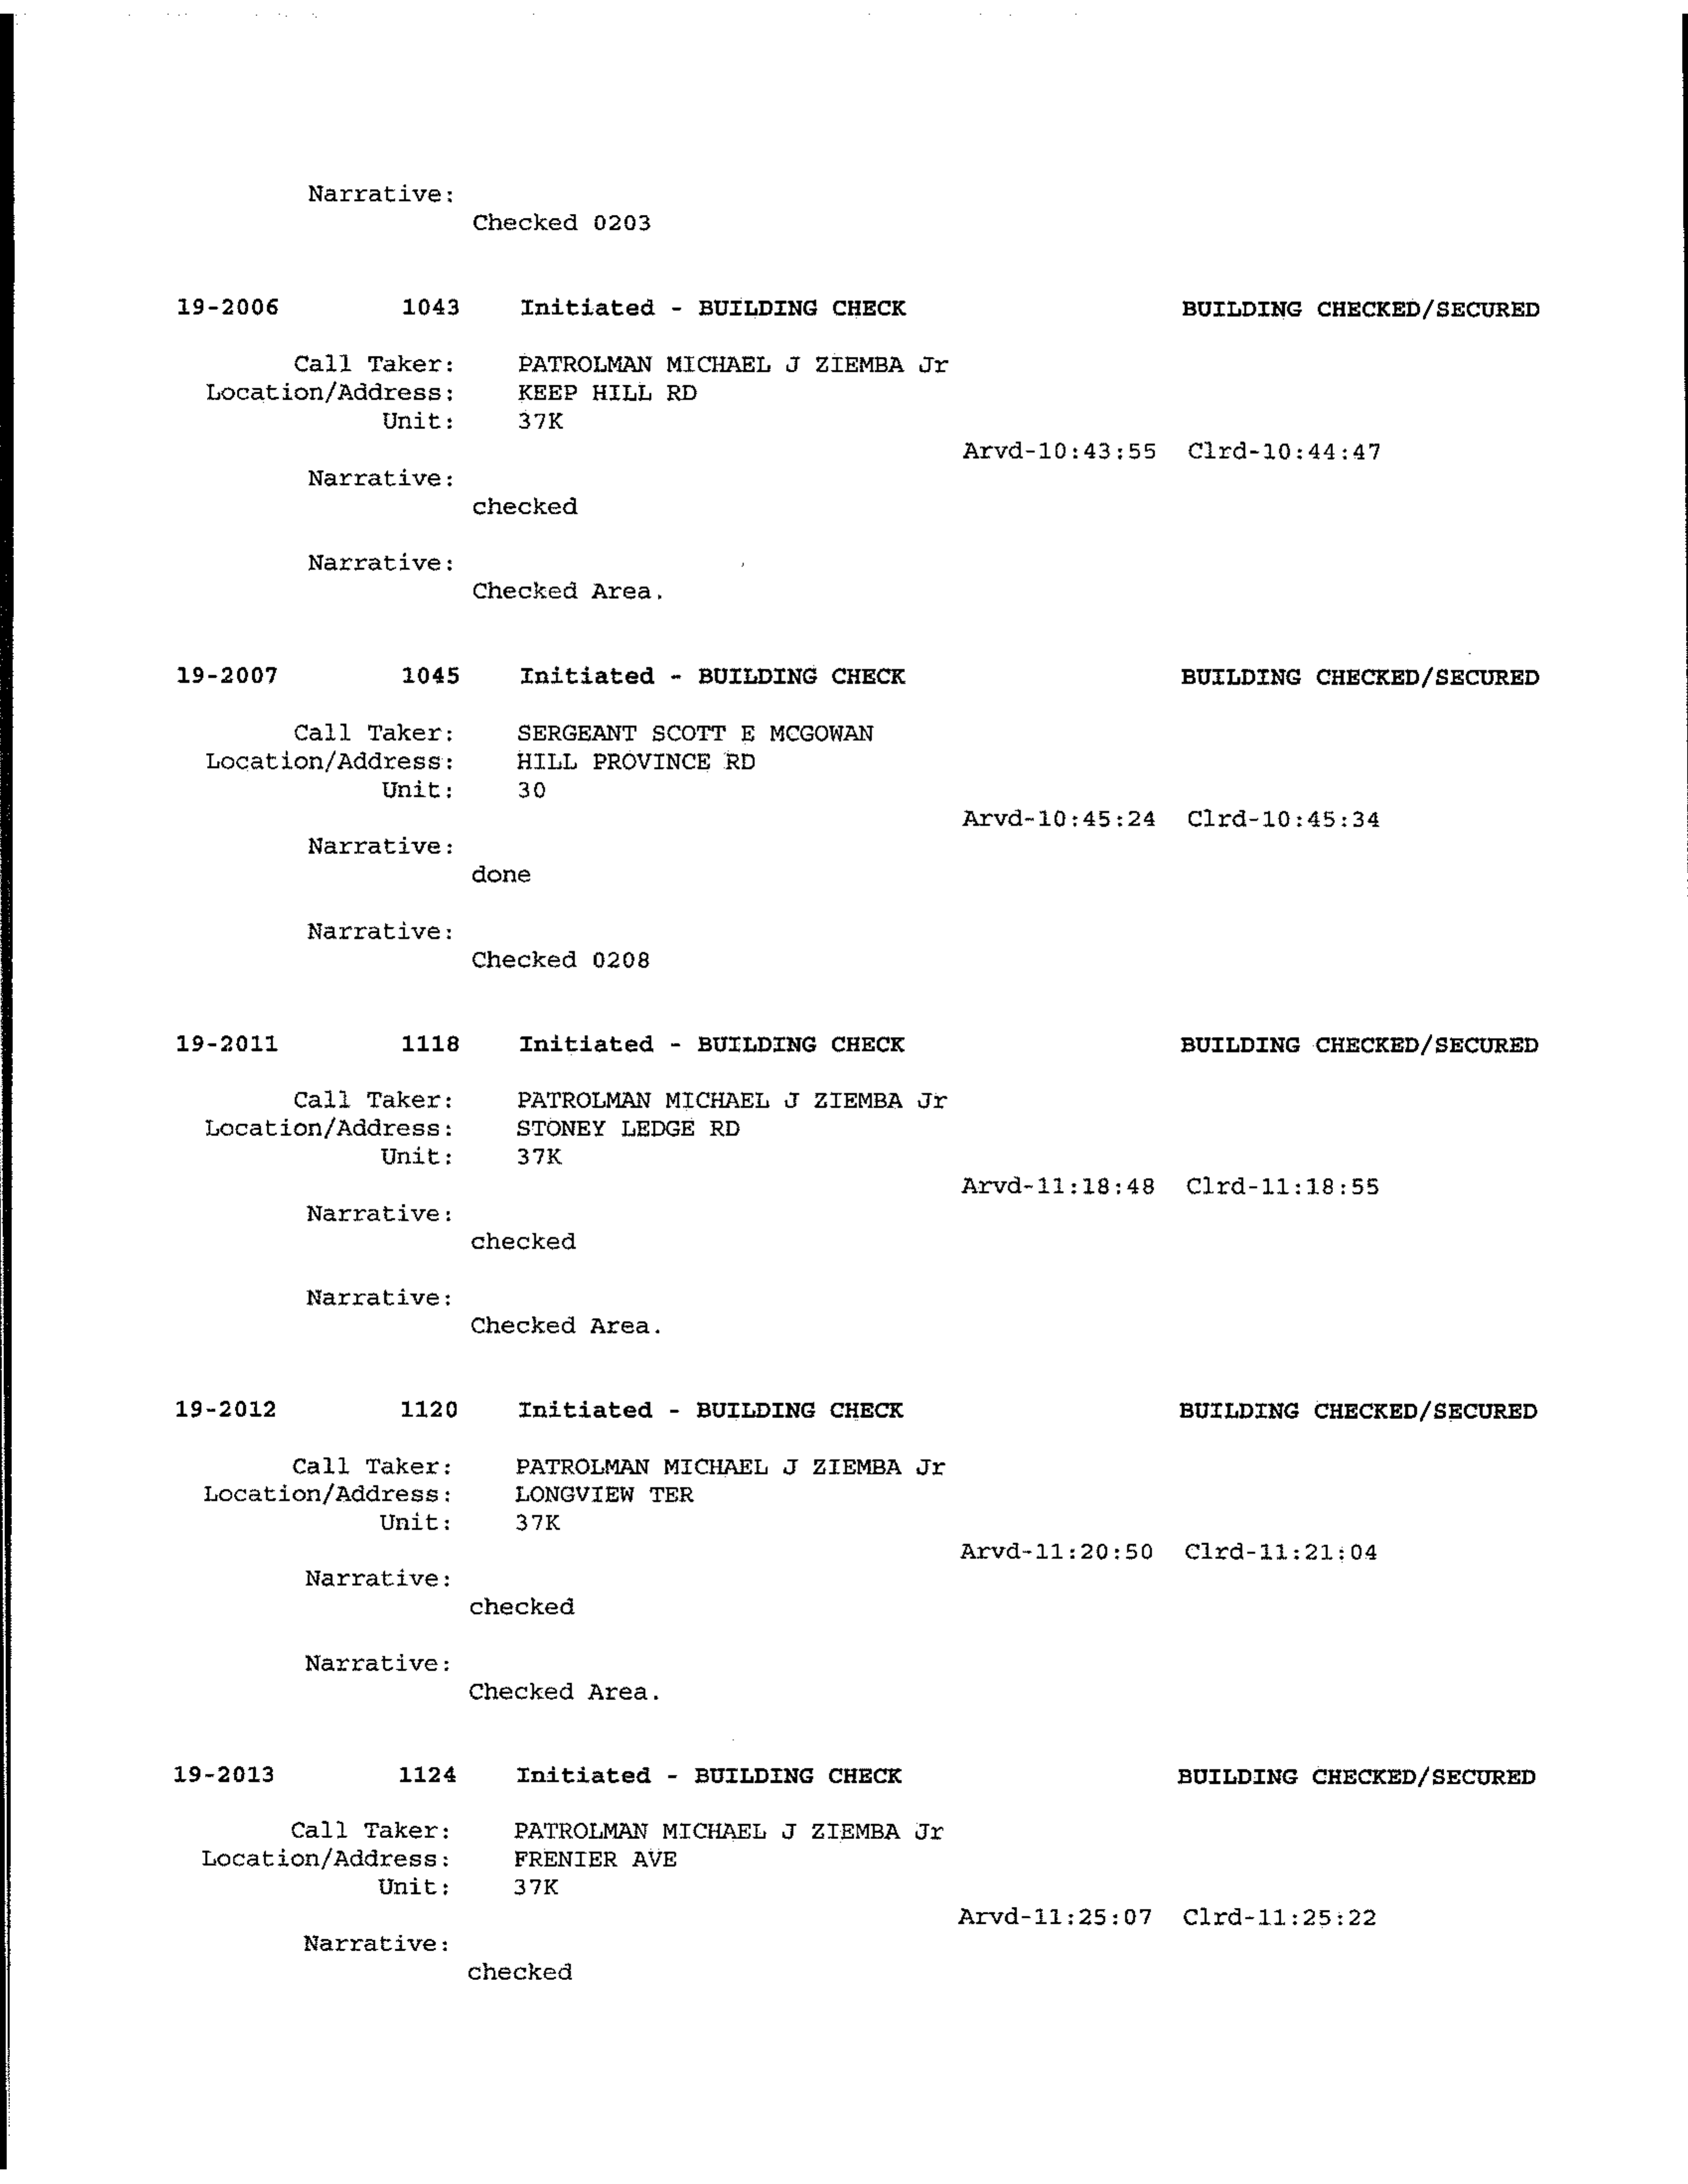 Narrative:
Checked 0203
19-2006 1043 Initiated - BUILDING CHECK BUILDING CHECKED/SECURED
Call Taker: PATROLMAN MICHAEL J ZIEMBA Jr
Location/Address: KEEP HILL RD
Unit: 37K
Arvd-10:43:55 Clrd-10:44:47
Narrative:
checked
Narrative:
Checked Area.
19-2007 1045 Initiated - BUILDING CHECK BUILDING CHECKED/SECURED
Call Taker: SERGEANT SCOTT E MCGOWAN
Location/Address: HILL PROVINCE RD
Unit: 30
Arvd-10:45:24 Clrd-10:45:34
Narrative:
done
Narrative:
Checked 0208
19-2011 1118 Initiated - BUILDING CHECK BUILDING CHECKED/SECURED
Call Taker: PATROLMAN MICHAEL J ZIEMBA Jr
Location/Address: STONEY LEDGE RD
Unit: 37K
Arvd-11:18:48 Clrd-11:18:55
Narrative:
checked
Narrative:
Checked Area.
19-2012 1120 Initiated - BUILDING CHECK BUILDING CHECKED/SECURED
Call Taker: PATROLMAN MICHAEL J ZIEMBA Jr
Location/Address: LONGVIEW TER
Unit: 37K
Arvd-11:20:50 Clrd-11:21:04
Narrative:
checked
Narrative:
Checked Area.
19-2013 1124 Initiated - BUILDING CHECK BUILDING CHECKED/SECURED
Call Taker: PATROLMAN MICHAEL J ZIEMBA Jr
Location/Address: FRENIER AVE
Unit: 37K
Arvd-11:25:07 Clrd-11:25:22
Narrative:
checked